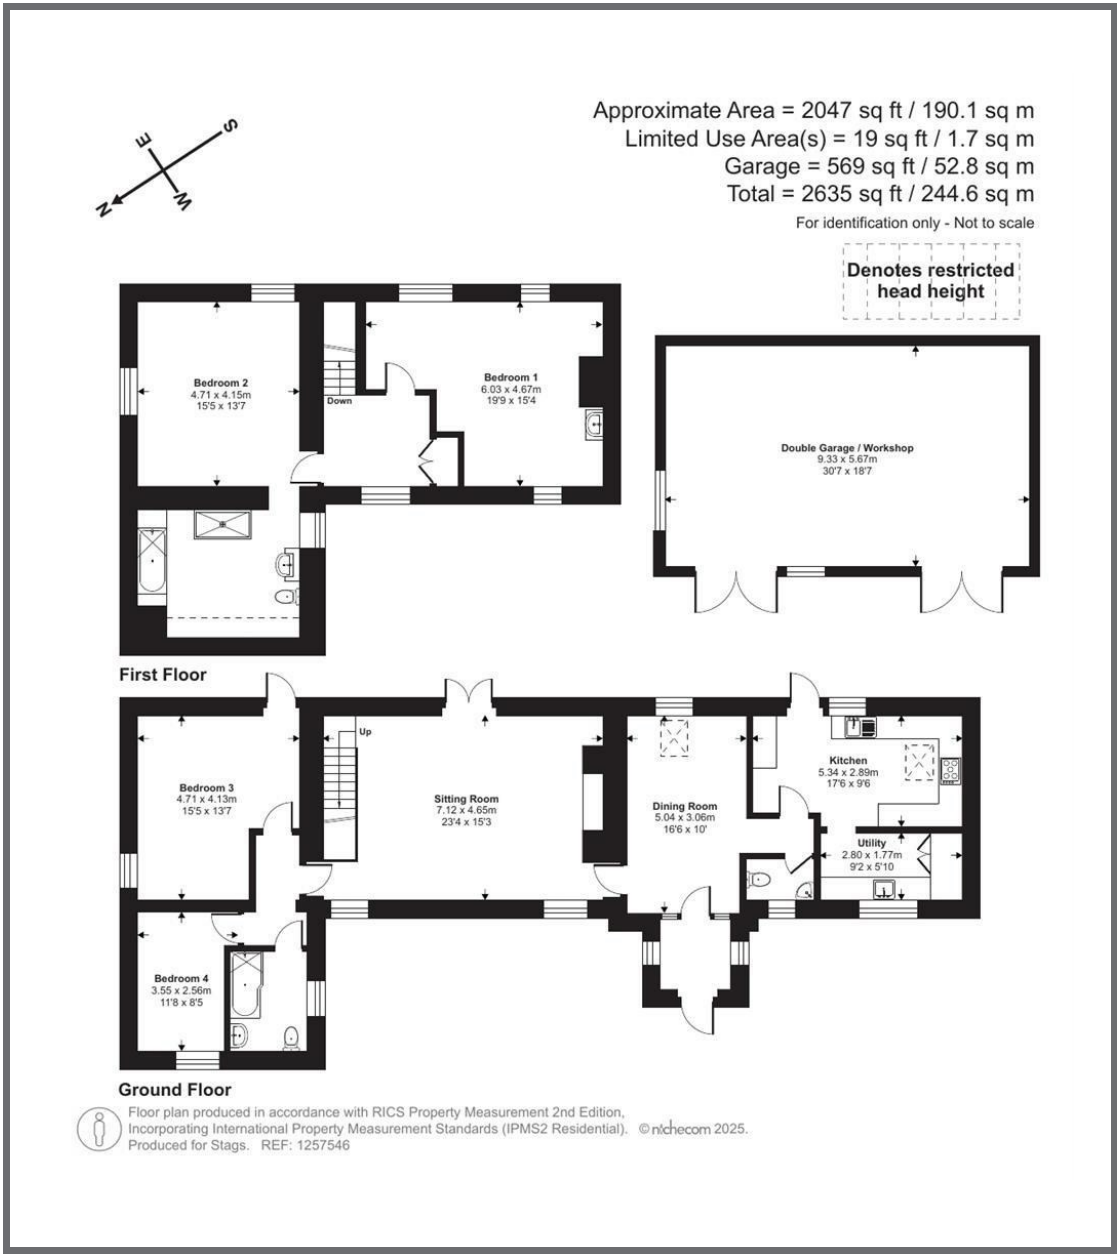 Approximate Area = 2047 sq ft / 190.1 sq m
Limited Use Area(s) = 19 sq ft / 1.7 sq m
Garage = 569 sq ft / 52.8 sq m
Total = 2635 sq ft / 244.6 sq m
For identification only - Not to scale
N
E
S
W
Denotes restricted
head height
Bedroom 2
4.71 x 4.15m
15'5 x 13'7
Down
Bedroom 1
6.03 x 4.67m
19'9 x 15'4
Double Garage / Workshop
9.33 x 5.67m
30'7 x 18'7
First Floor
Up
Bedroom 3
4.71 x 4.13m
15'5 x 13'7
Sitting Room
7.12 x 4.65m
23'4 x 15'3
Dining Room
5.04 x 3.06m
16'6 x 10'
Kitchen
5.34 x 2.89m
17'6 x 9'6
Utility
2.80 x 1.77m
9'2 x 5'10
Bedroom 4
3.55 x 2.56m
11'8 x 8'5
Ground Floor
Floor plan produced in accordance with RICS Property Measurement 2nd Edition,
Incorporating International Property Measurement Standards (IPMS2 Residential). © nichecom 2025.
Produced for Stags. REF: 1257546